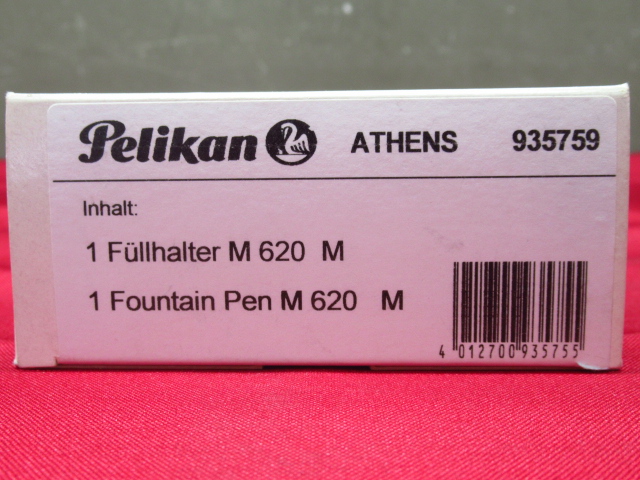 Pelikan ATHENS 935759
Inhalt:
1 Füllhalter M 620 M
1 Fountain Pen M 620 M
4 012700 935755